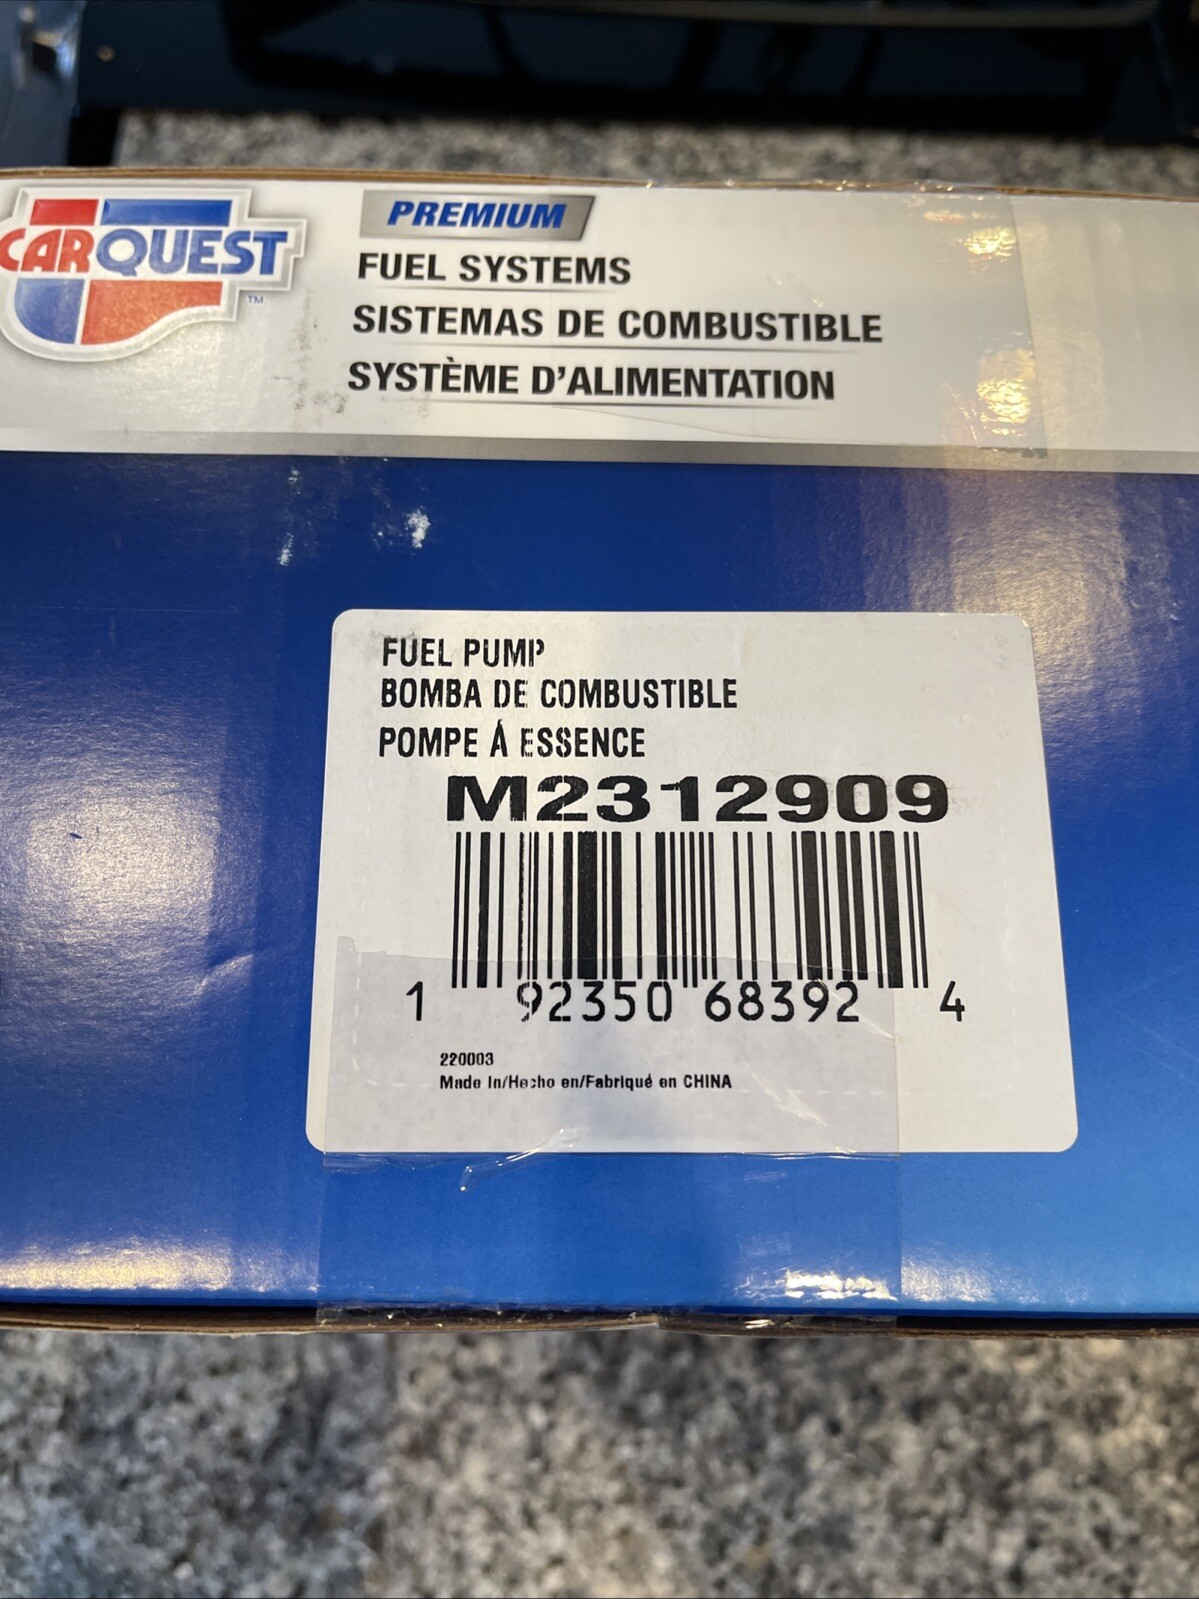 CARQUEST
TM
PREMIUM
FUEL SYSTEMS
SISTEMAS DE COMBUSTIBLE
SYSTÈME D'ALIMENTATION
FUEL PUMP
BOMBA DE COMBUSTIBLE
POMPE Á ESSENCE
M2312909
1 92350 68392 4
220003
Made In/Hecho en/Fabriqué en CHINA